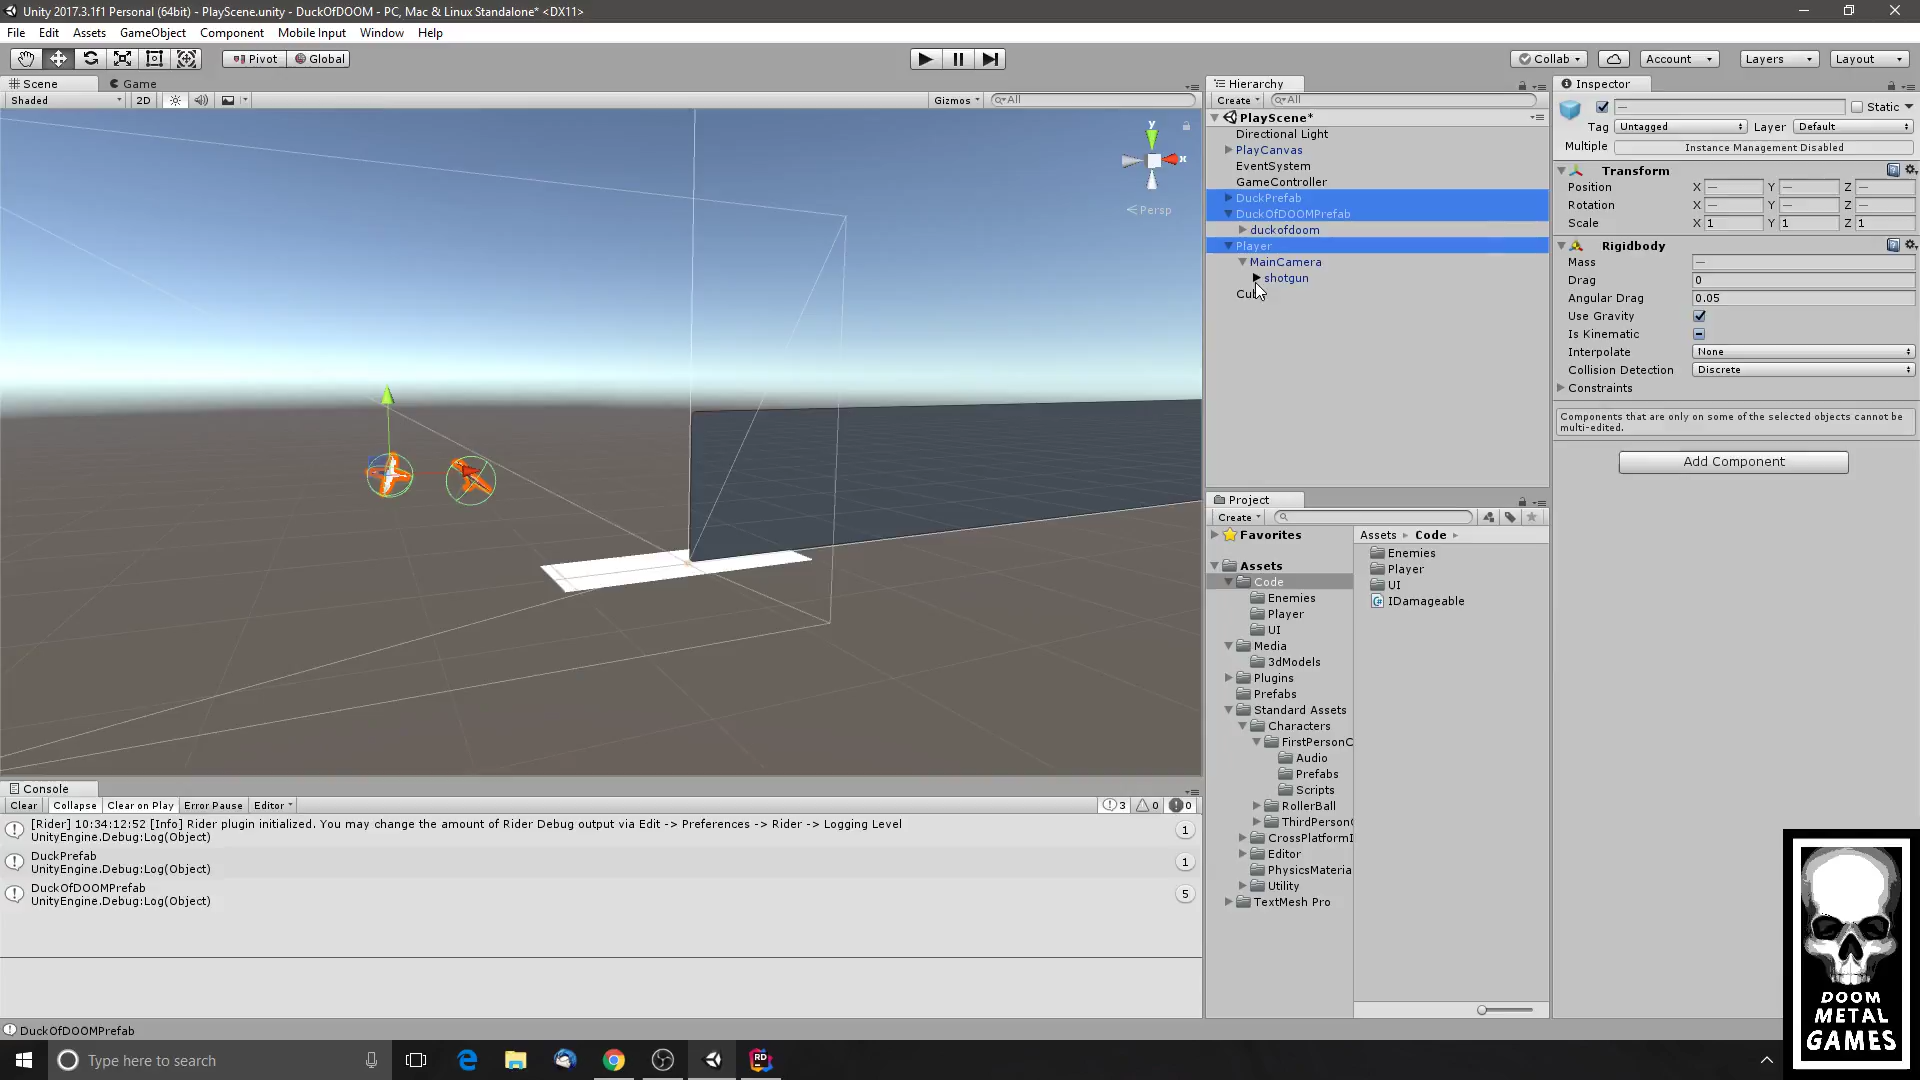 Unity 2017.3.1f1 Personal (64bit) - PlayScene.unity - DuckOfDOOM - PC, Mac & Linux Standalone* <DX11>
File Edit Assets GameObject Component Mobile Input Window Help
Pivot Global Collab Account Layers Layout
Scene Game
Shaded 2D Gizmos All
y
x
Persp
Hierarchy
Create All
PlayScene*
Directional Light
PlayCanvas
EventSystem
GameController
DuckPrefab
DuckOfDOOMPrefab
duckofdoom
Player
MainCamera
shotgun
Inspector
—
Static
Tag Untagged Layer Default
Multiple Instance Management Disabled
Transform
Position X — Y — Z —
Rotation X — Y — Z —
Scale X 1 Y 1 Z 1
Rigidbody
Mass —
Drag 0
Angular Drag 0.05
Use Gravity
Is Kinematic
Interpolate None
Collision Detection Discrete
Constraints
Components that are only on some of the selected objects cannot be
multi-edited.
Add Component
Project
Create
Favorites
Assets
Code
Enemies
Player
UI
Media
3dModels
Plugins
Prefabs
Standard Assets
Characters
FirstPersonC
Audio
Prefabs
Scripts
RollerBall
ThirdPerson
CrossPlatformI
Editor
PhysicsMateria
Utility
TextMesh Pro
Assets Code
Enemies
Player
UI
IDamageable
Console
Clear Collapse Clear on Play Error Pause Editor 3 0 0
[Rider] 10:34:12:52 [Info] Rider plugin initialized. You may change the amount of Rider Debug output via Edit -> Preferences -> Rider -> Logging Level
UnityEngine.Debug:Log(Object)
1
DuckPrefab
UnityEngine.Debug:Log(Object)
1
DuckOfDOOMPrefab
UnityEngine.Debug:Log(Object)
5
DuckOfDOOMPrefab
Type here to search
RD
DOOM
METAL
GAMES